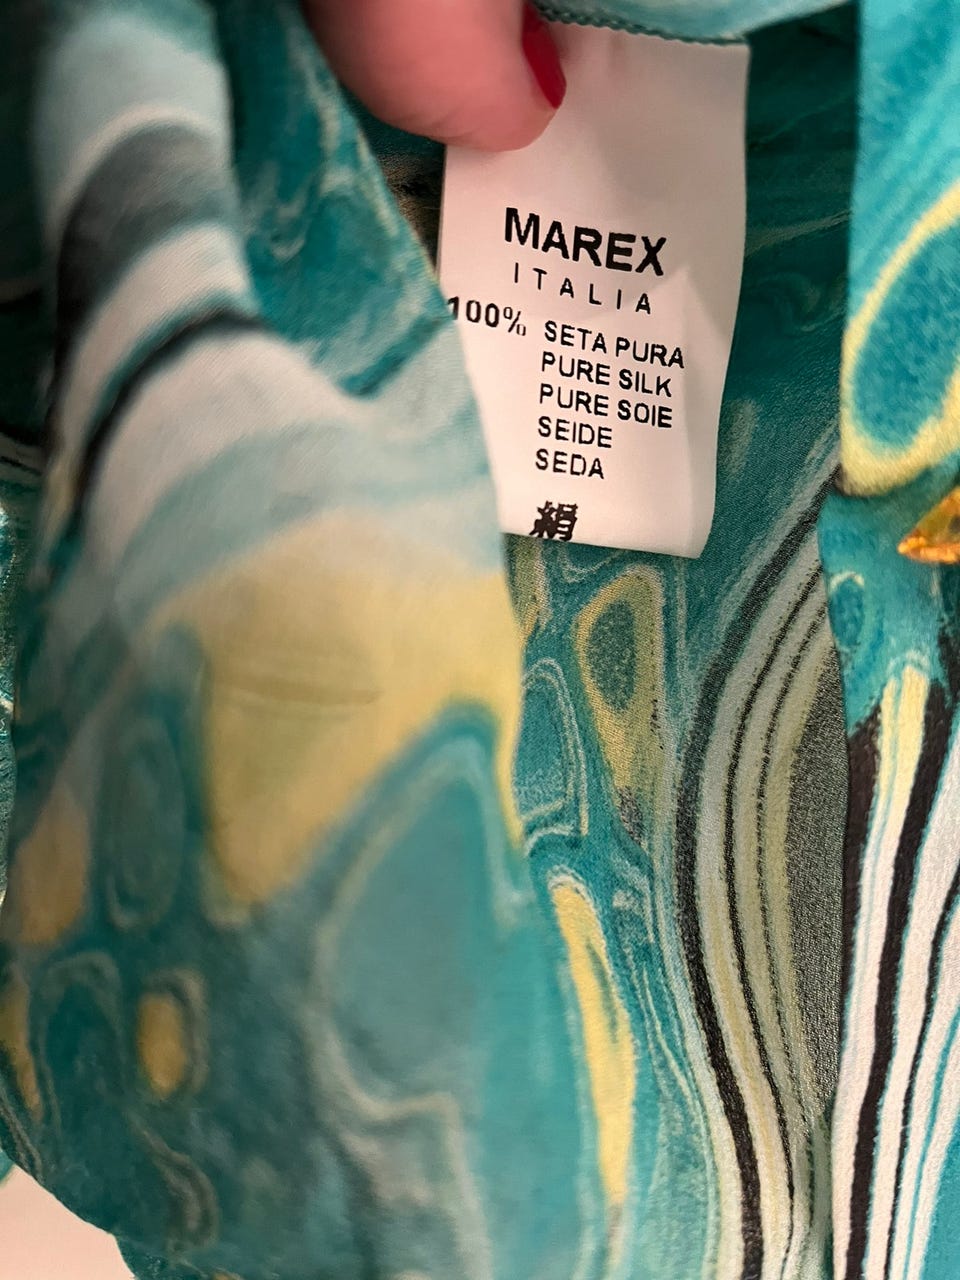 MAREX
ITALIA
100% SETA PURA
PURE SILK
PURE SOIE
SEIDE
SEDA
絹